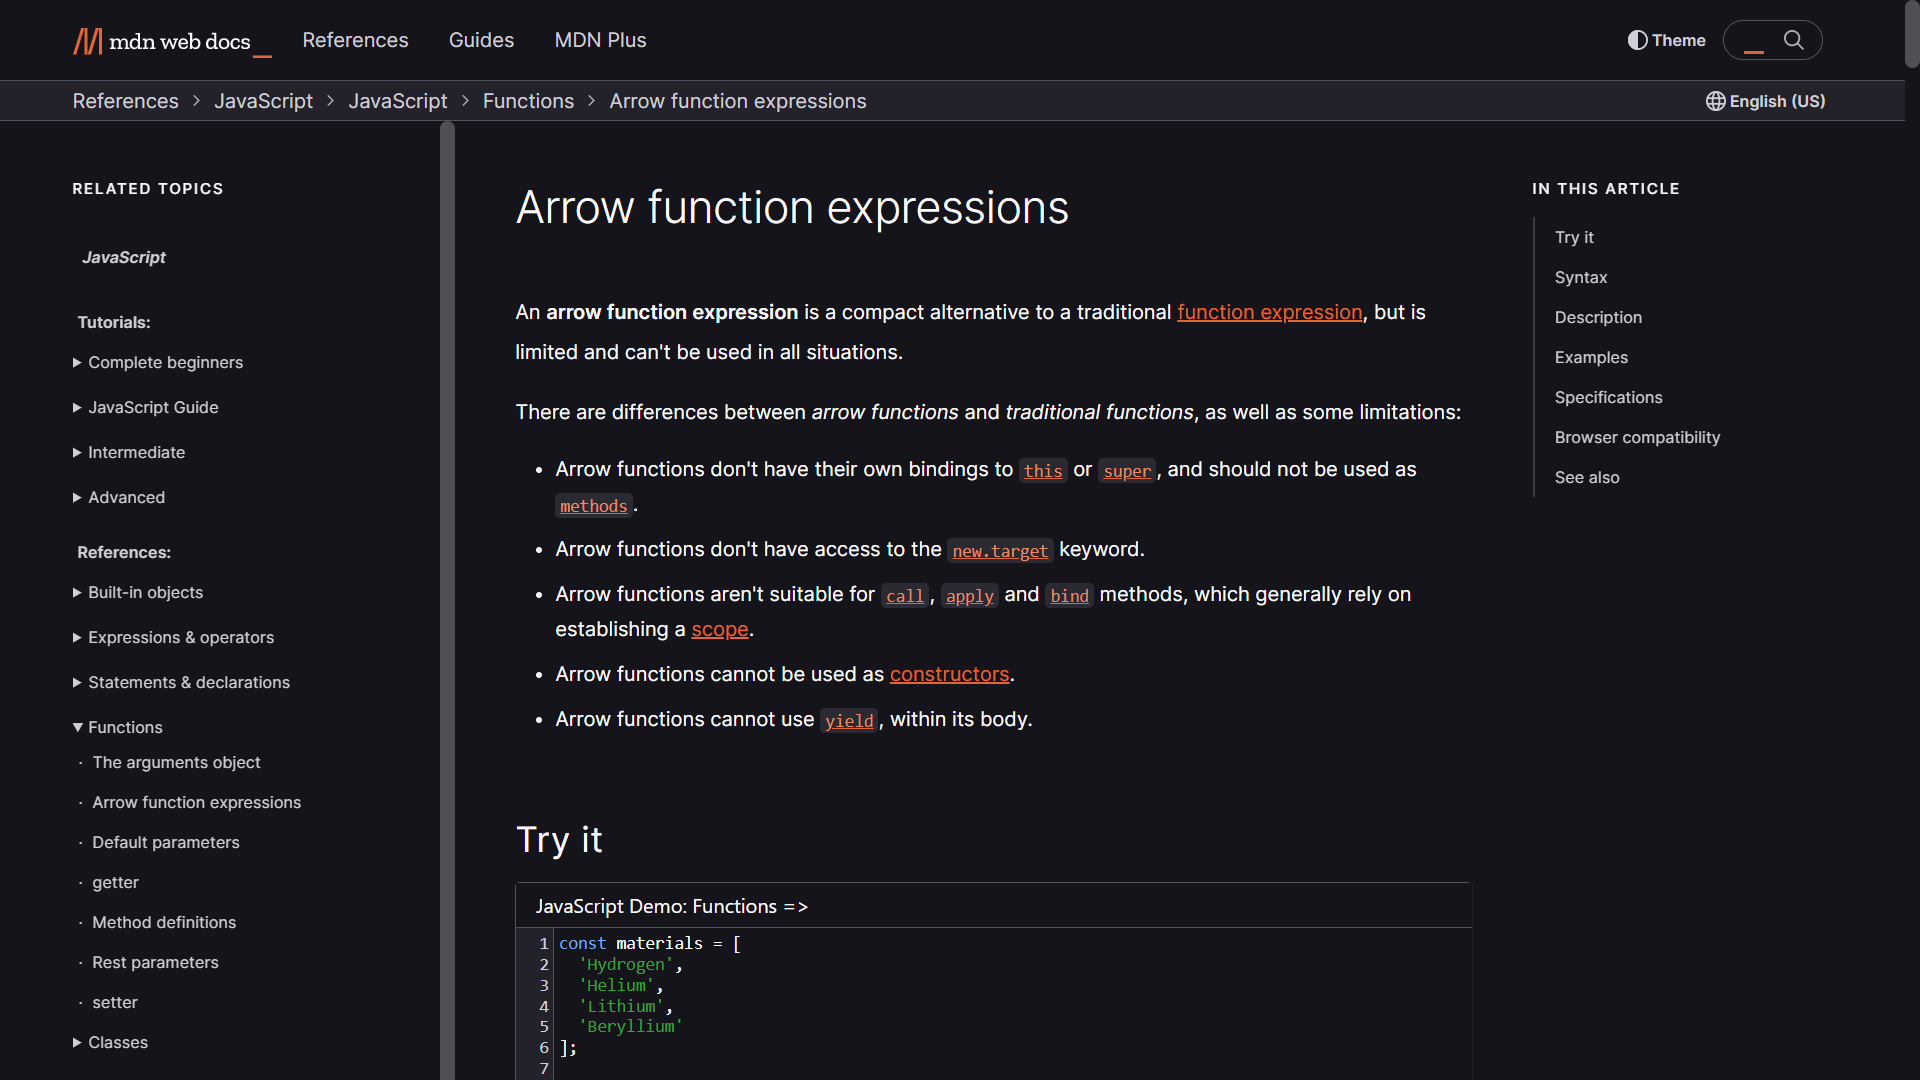 mdn web docs_
References
Guides
MDN Plus
Theme
References > JavaScript > JavaScript > Functions > Arrow function expressions
English (US)
RELATED TOPICS
JavaScript
Tutorials:
Complete beginners
JavaScript Guide
Intermediate
Advanced
References:
Built-in objects
Expressions & operators
Statements & declarations
Functions
· The arguments object
· Arrow function expressions
· Default parameters
· getter
· Method definitions
· Rest parameters
· setter
Classes
Arrow function expressions
An arrow function expression is a compact alternative to a traditional function expression, but is
limited and can't be used in all situations.
There are differences between arrow functions and traditional functions, as well as some limitations:
• Arrow functions don't have their own bindings to this or super, and should not be used as
methods.
• Arrow functions don't have access to the new.target keyword.
• Arrow functions aren't suitable for call, apply and bind methods, which generally rely on
establishing a scope.
• Arrow functions cannot be used as constructors.
• Arrow functions cannot use yield, within its body.
Try it
JavaScript Demo: Functions =>
1 const materials = [
2 'Hydrogen',
3 'Helium',
4 'Lithium',
5 'Beryllium'
6 ];
7
IN THIS ARTICLE
Try it
Syntax
Description
Examples
Specifications
Browser compatibility
See also